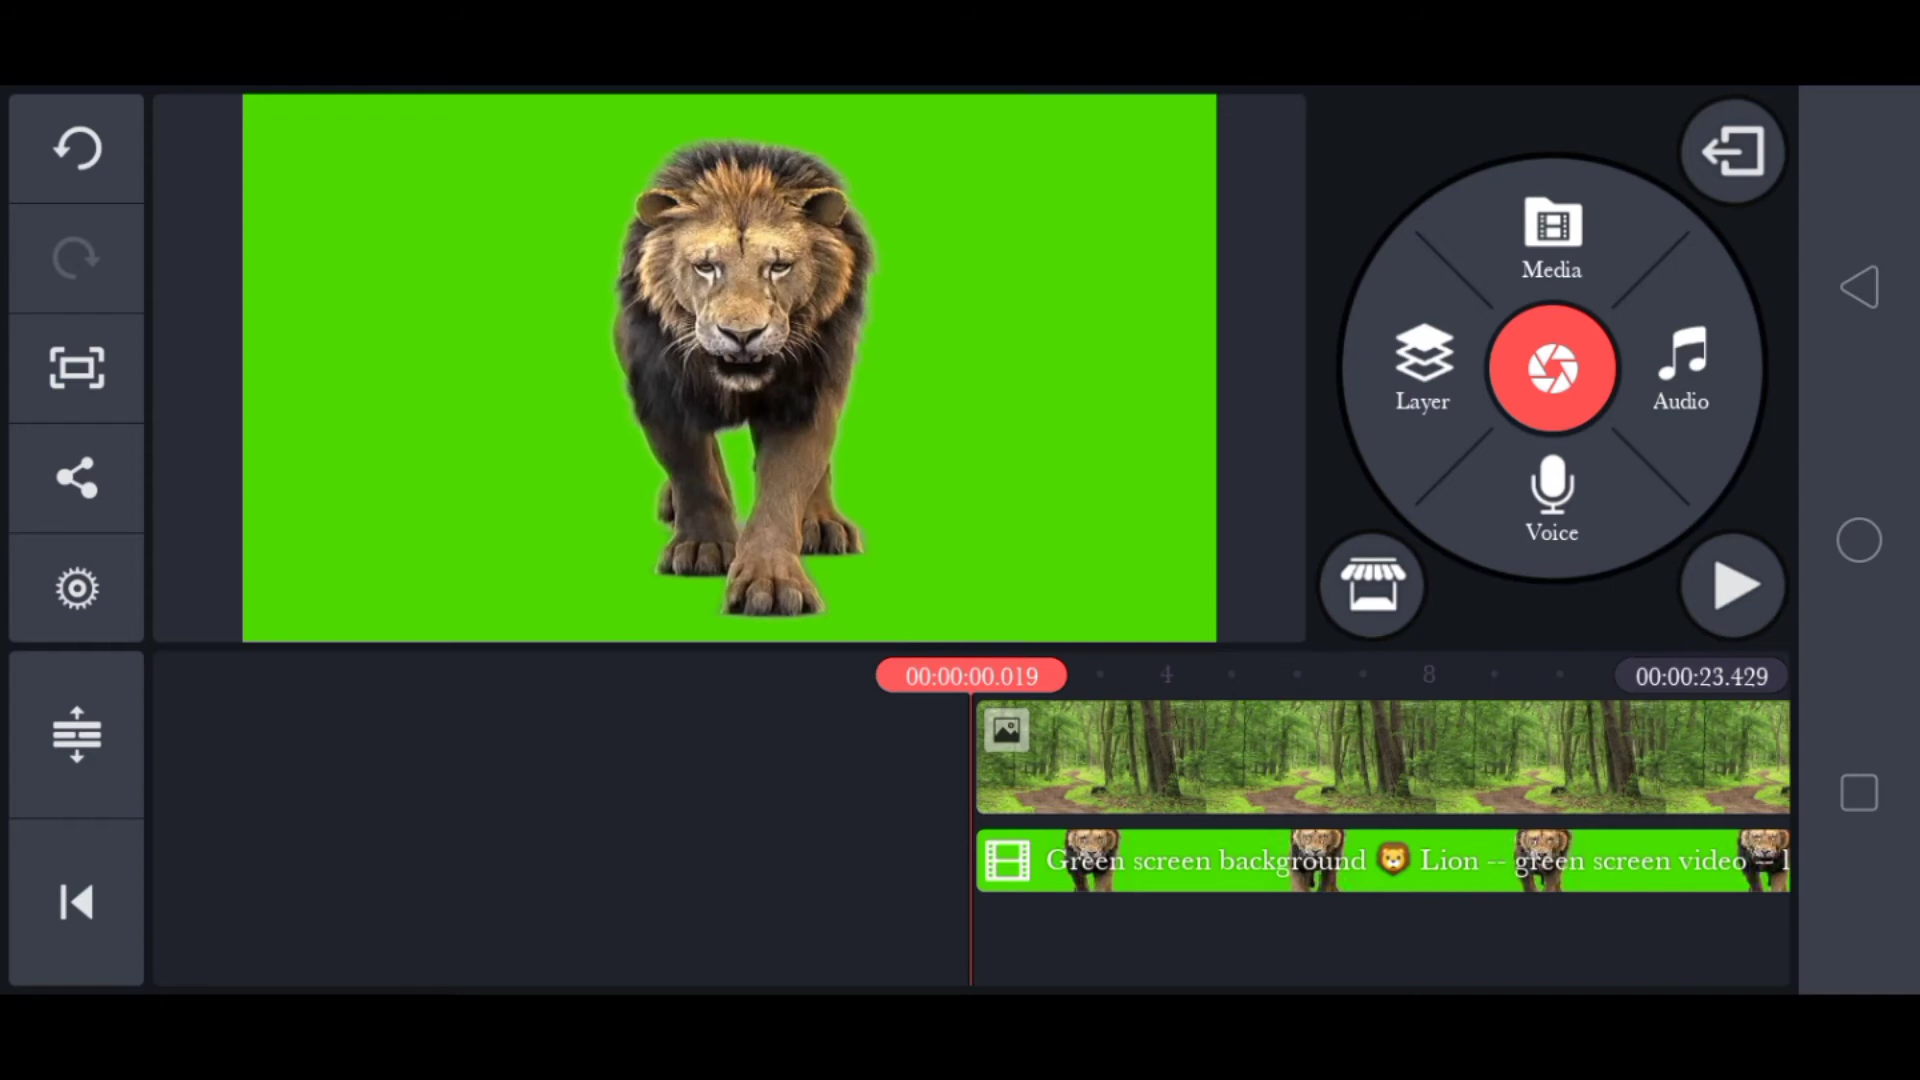 Media
Layer
Audio
Voice
00:00:00.019
4
8
00:00:23.429
Green screen background 🦁 Lion -- green screen video -- l